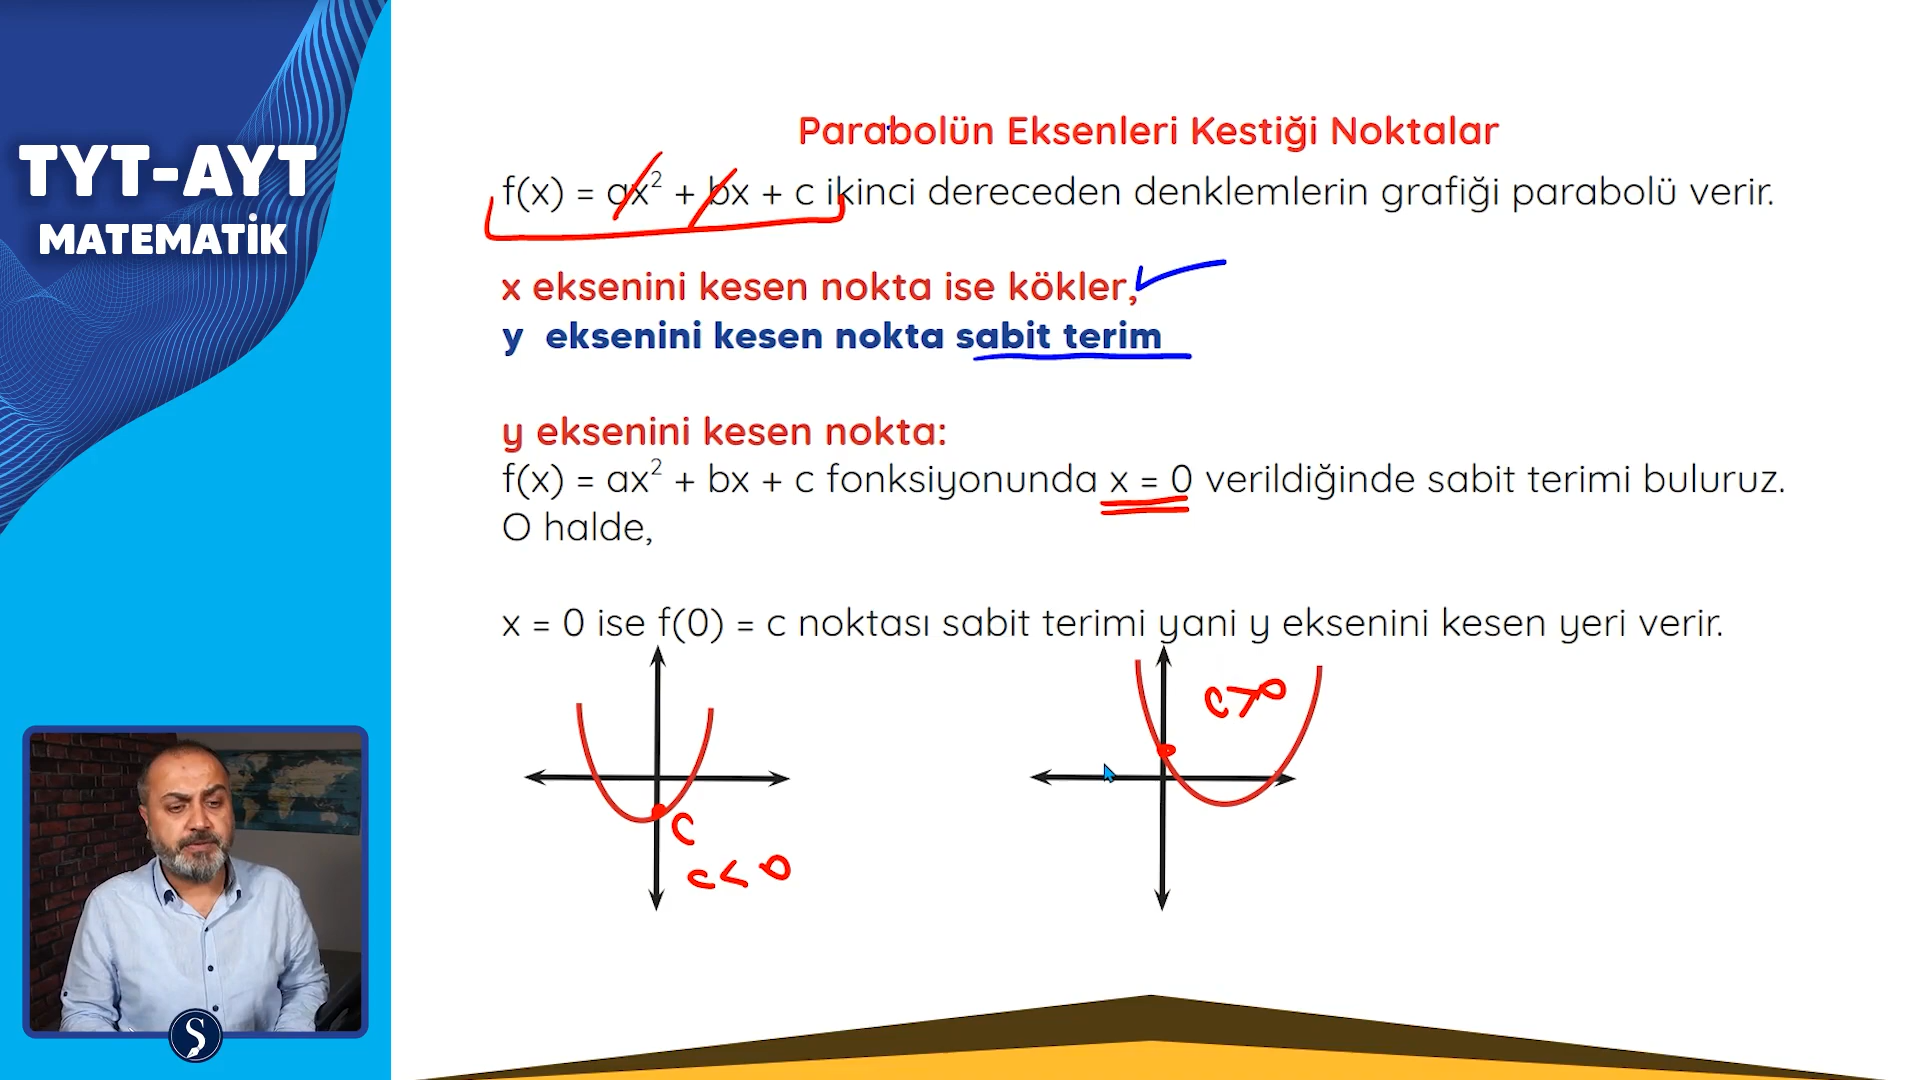 TYT-AYT
MATEMATİK
Parabolün Eksenleri Kestiği Noktalar
f(x) = ax² + bx + c ikinci dereceden denklemlerin grafiği parabolü verir.
x eksenini kesen nokta ise kökler,
y eksenini kesen nokta sabit terim
y eksenini kesen nokta:
f(x) = ax² + bx + c fonksiyonunda x = 0 verildiğinde sabit terimi buluruz.
O halde,
x = 0 ise f(0) = c noktası sabit terimi yani y eksenini kesen yeri verir.
c
c < 0
c > 0
Ş